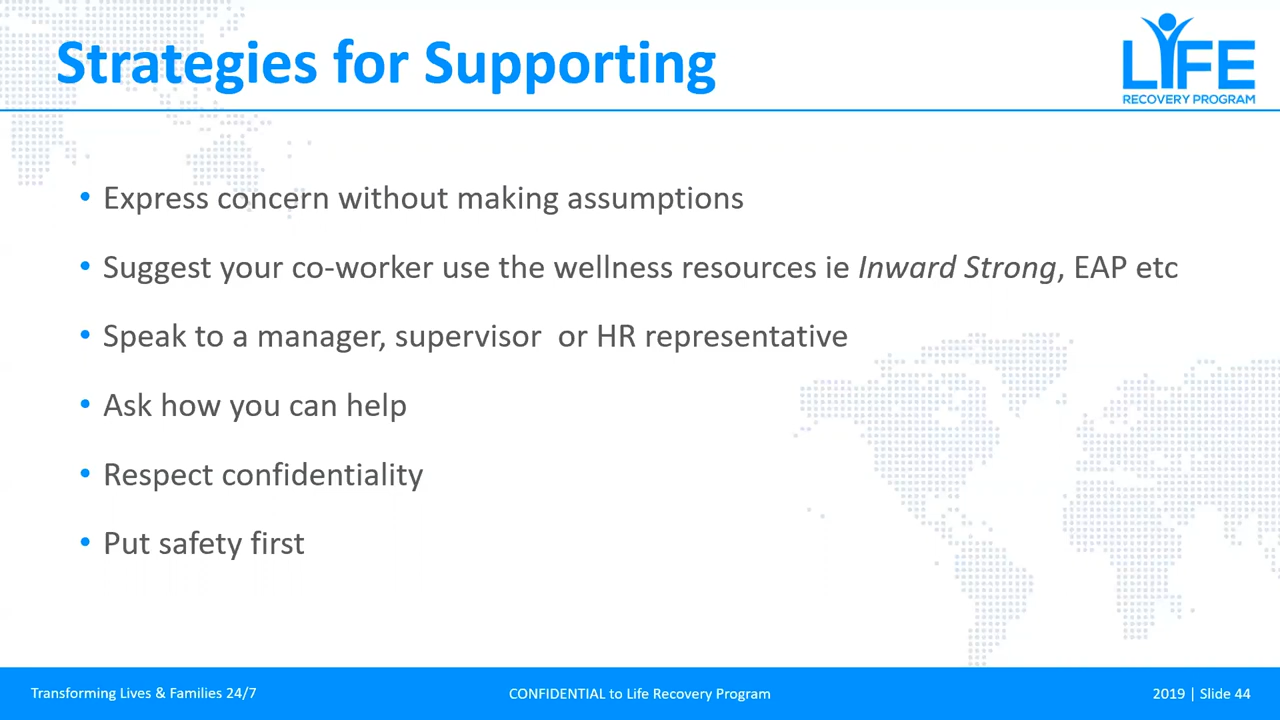 Strategies for Supporting
LIFE
RECOVERY PROGRAM
• Express concern without making assumptions
• Suggest your co-worker use the wellness resources ie Inward Strong, EAP etc
• Speak to a manager, supervisor  or HR representative
• Ask how you can help
• Respect confidentiality
• Put safety first
Transforming Lives & Families 24/7
CONFIDENTIAL to Life Recovery Program
2019 | Slide 44